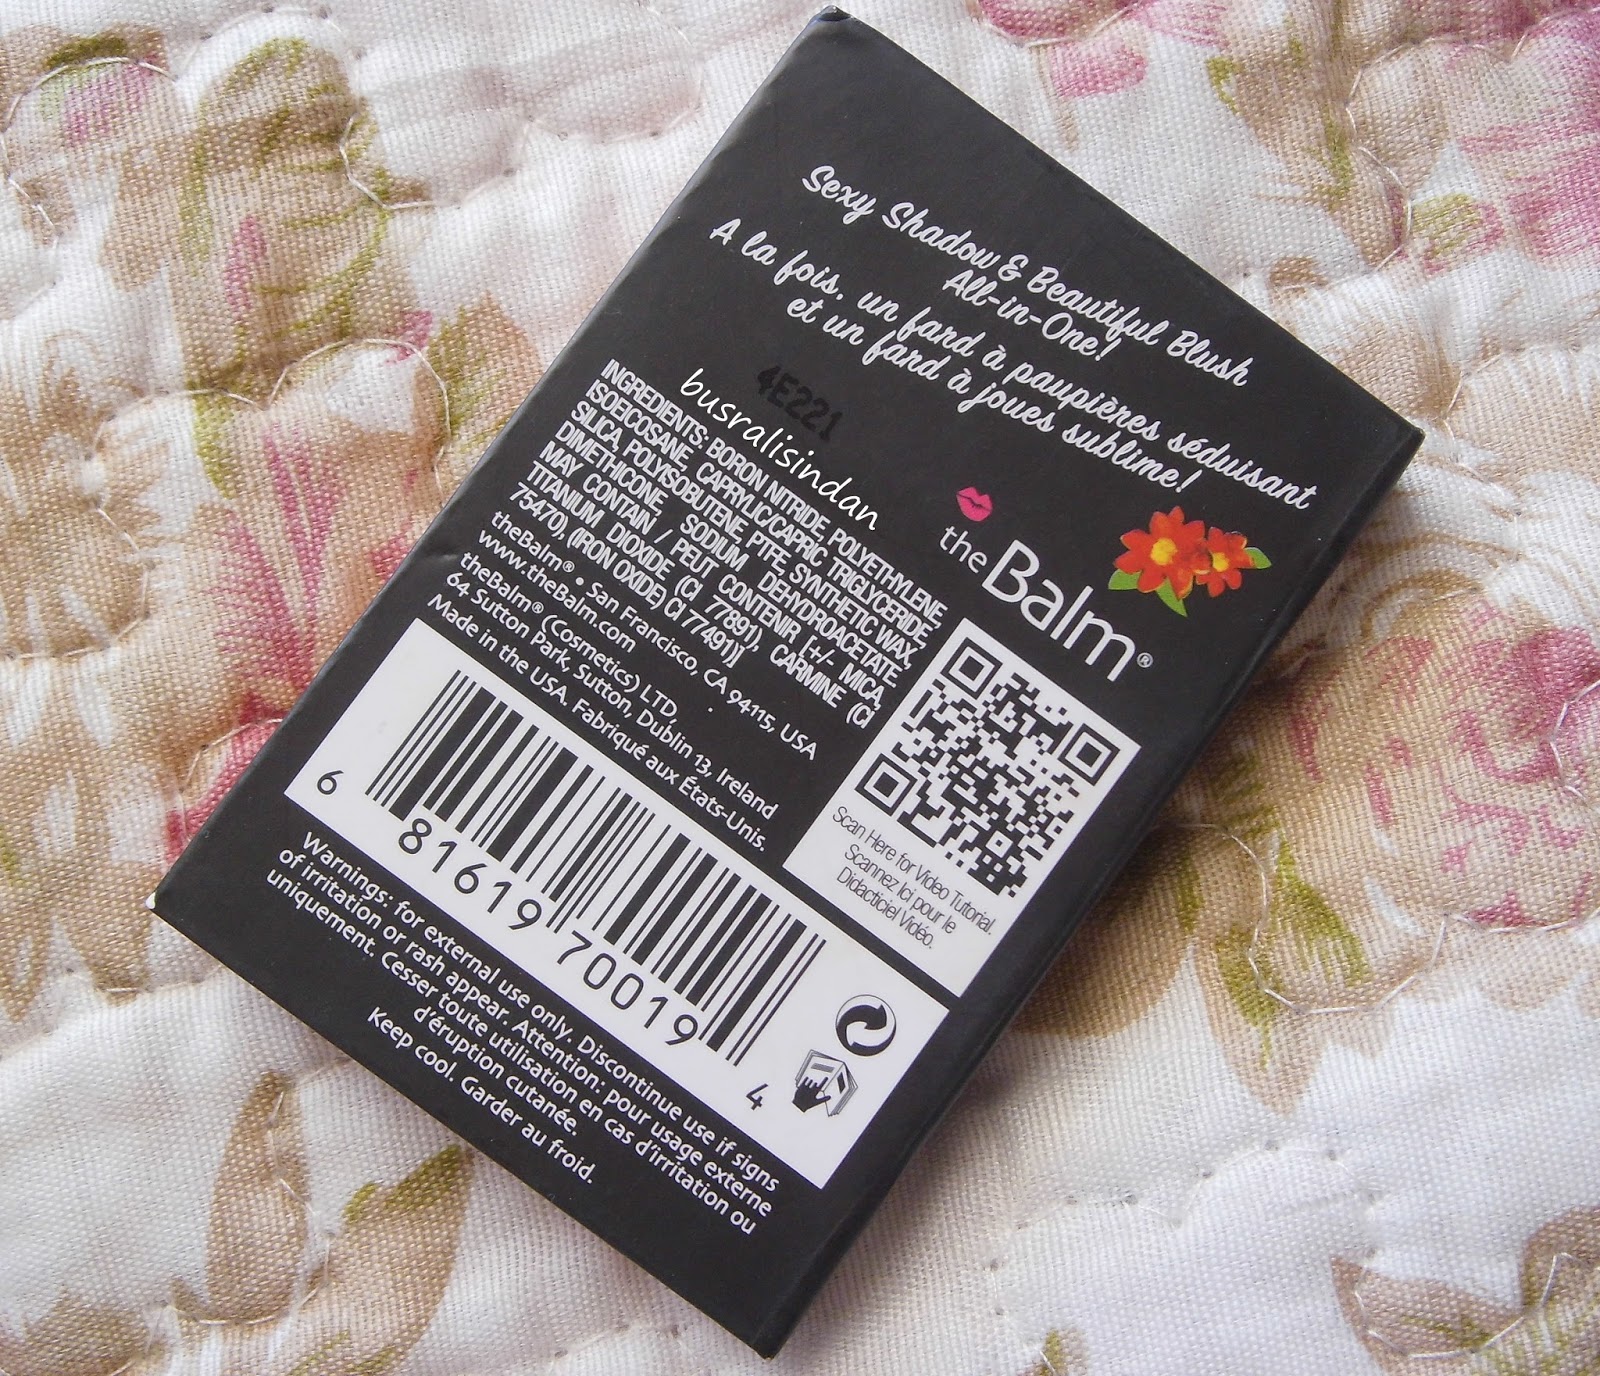 Sexy Shadow & Beautiful Blush
All-in-One!
A la fois, un fard à paupières séduisant
et un fard à joues sublime!
4E221
busralisindan
the Balm®
INGREDIENTS: BORON NITRIDE, POLYETHYLENE,
ISOEICOSANE, CAPRYLIC/CAPRIC TRIGLYCERIDE,
SILICA, POLYISOBUTENE, PTFE, SYNTHETIC WAX,
DIMETHICONE, SODIUM DEHYDROACETATE.
MAY CONTAIN / PEUT CONTENIR [+/- MICA,
TITANIUM DIOXIDE (CI 77891), CARMINE (CI
75470), (IRON OXIDE) CI 77491)]
theBalm® • San Francisco, CA 94115, USA
www.theBalm.com
theBalm® (Cosmetics) LTD,
64 Sutton Park, Sutton, Dublin 13, Ireland
Made in the USA. Fabriqué aux États-Unis.
Scan Here for Video Tutorial.
Scannez Ici pour le
Didacticiel Vidéo.
6 81619 70019 4
Warnings: for external use only. Discontinue use if signs
of irritation or rash appear. Attention: pour usage externe
uniquement. Cesser toute utilisation en cas d'irritation ou
d'éruption cutanée.
Keep cool. Garder au froid.